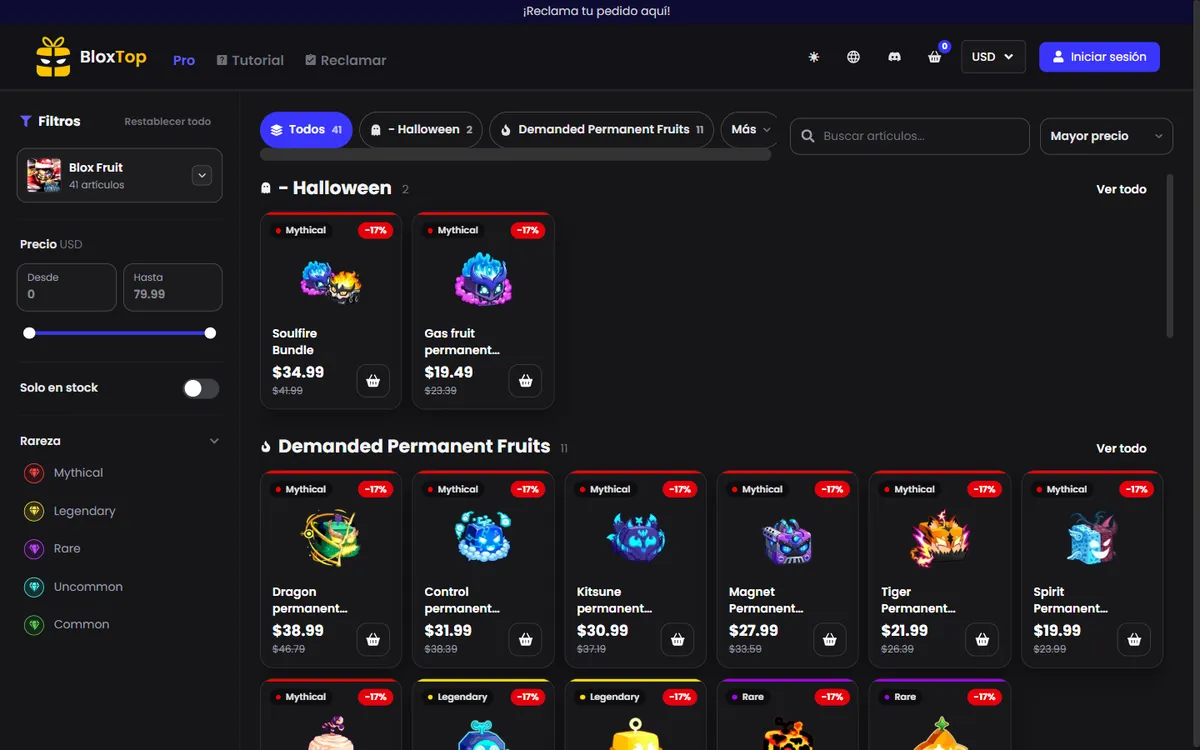 ¡Reclama tu pedido aquí!
BloxTop
Pro
Tutorial
Reclamar
0
USD
Iniciar sesión
Filtros
Restablecer todo
Blox Fruit
41 artículos
Precio USD
Desde
0
Hasta
79.99
Solo en stock
Rareza
Mythical
Legendary
Rare
Uncommon
Common
Todos 41
- Halloween 2
Demanded Permanent Fruits 11
Más
Buscar articulos...
Mayor precio
- Halloween 2
Ver todo
Mythical -17%
Soulfire
Bundle
$34.99
$41.99
Mythical -17%
Gas fruit
permanent...
$19.49
$23.39
Demanded Permanent Fruits 11
Ver todo
Mythical -17%
Dragon
permanent...
$38.99
$46.79
Mythical -17%
Control
permanent...
$31.99
$38.39
Mythical -17%
Kitsune
permanent...
$30.99
$37.19
Mythical -17%
Magnet
Permanent...
$27.99
$33.59
Mythical -17%
Tiger
Permanent...
$21.99
$26.39
Mythical -17%
Spirit
Permanent...
$19.99
$23.99
Mythical -17%
Legendary -17%
Legendary -17%
Rare -17%
Rare -17%